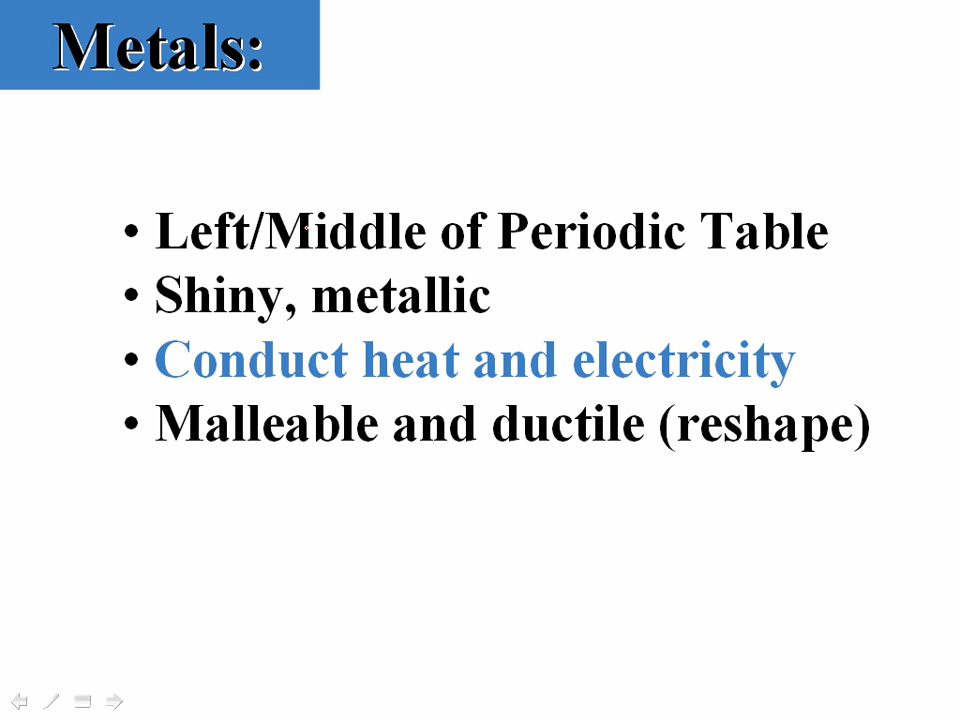 Metals:
• Left/Middle of Periodic Table
• Shiny, metallic
• Conduct heat and electricity
• Malleable and ductile (reshape)